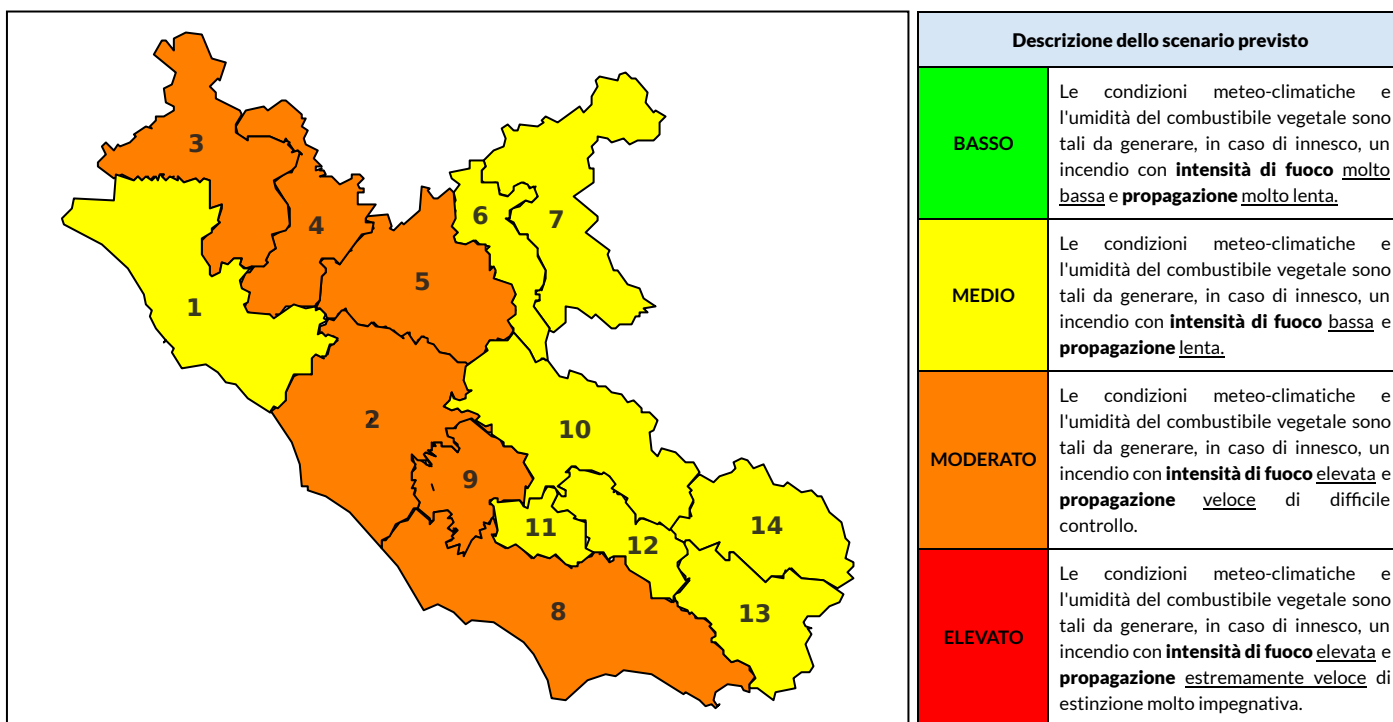 3
4
6
7
5
1
2
10
9
11
12
14
8
13
Descrizione dello scenario previsto
BASSO
Le condizioni meteo-climatiche e
l'umidità del combustibile vegetale sono
tali da generare, in caso di innesco, un
incendio con intensità di fuoco molto
bassa e propagazione molto lenta.
MEDIO
Le condizioni meteo-climatiche e
l'umidità del combustibile vegetale sono
tali da generare, in caso di innesco, un
incendio con intensità di fuoco bassa e
propagazione lenta.
MODERATO
Le condizioni meteo-climatiche e
l'umidità del combustibile vegetale sono
tali da generare, in caso di innesco, un
incendio con intensità di fuoco elevata e
propagazione veloce di difficile
controllo.
ELEVATO
Le condizioni meteo-climatiche e
l'umidità del combustibile vegetale sono
tali da generare, in caso di innesco, un
incendio con intensità di fuoco elevata e
propagazione estremamente veloce di
estinzione molto impegnativa.